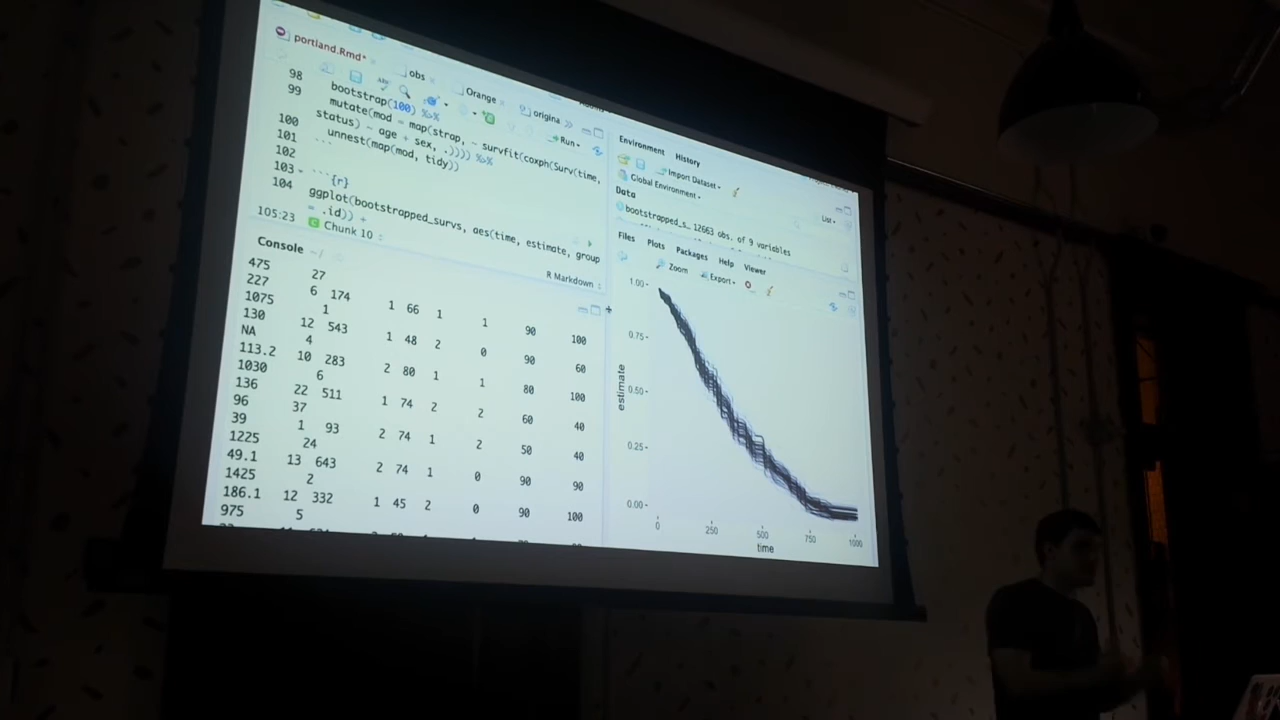 portland.Rmd*
obs
Orange
origina
Run
98 bootstrap(100) %>%
99 mutate(mod = map(strap, ~ survfit(coxph(Surv(time,
status) ~ age + sex, .)))) %>%
100 unnest(map(mod, tidy))
101 ```
102
103 ```{r}
104 ggplot(bootstrapped_survs, aes(time, estimate, group
= .id)) +
105:23 Chunk 10
R Markdown
Console ~/
475 27
227 6 174 1 66 1 1 90 100
1075 1
130 12 543 1 48 2 0 90 60
NA 4
113.2 10 283 2 80 1 1 80 100
1030 6
136 22 511 1 74 2 2 60 40
96 37
39 1 93 2 74 1 2 50 40
1225 24
49.1 13 643 2 74 1 0 90 90
1425 2
186.1 12 332 1 45 2 0 90 100
975 5
Environment History
Import Dataset
List
Global Environment
Data
bootstrapped_s_ 12663 obs. of 9 variables
Files Plots Packages Help Viewer
Zoom Export
1.00
0.75
0.50
0.25
0.00
estimate
0 250 500 750 1000
time